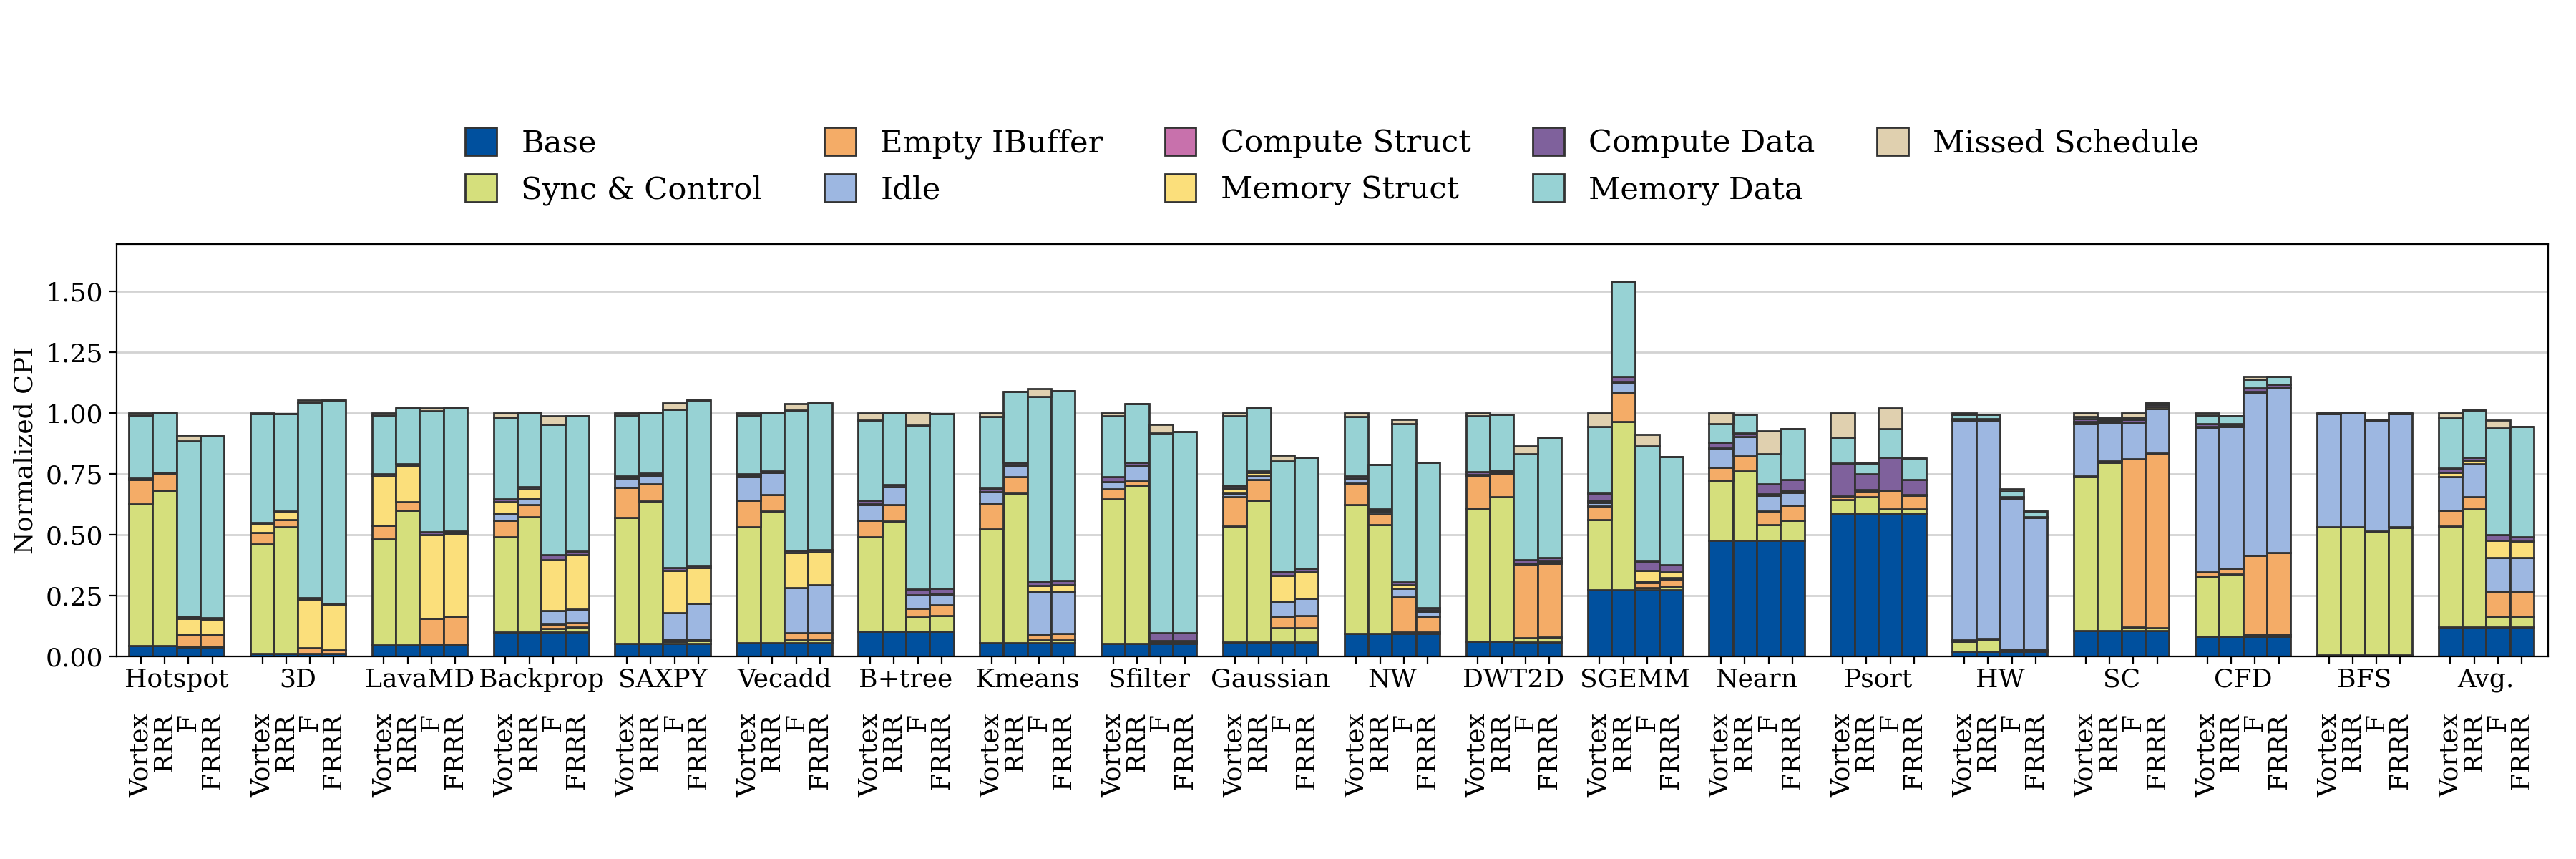 Base Empty IBuffer Compute Struct Compute Data Missed Schedule
Sync & Control Idle Memory Struct Memory Data
Normalized CPI
1.50
1.25
1.00
0.75
0.50
0.25
0.00
Hotspot 3D LavaMD Backprop SAXPY Vecadd B+tree Kmeans Sfilter Gaussian NW DWT2D SGEMM Nearn Psort HW SC CFD BFS Avg.
Vortex RRR F FRRR Vortex RRR F FRRR Vortex RRR F FRRR Vortex RRR F FRRR Vortex RRR F FRRR Vortex RRR F FRRR Vortex RRR F FRRR Vortex RRR F FRRR Vortex RRR F FRRR Vortex RRR F FRRR Vortex RRR F FRRR Vortex RRR F FRRR Vortex RRR F FRRR Vortex RRR F FRRR Vortex RRR F FRRR Vortex RRR F FRRR Vortex RRR F FRRR Vortex RRR F FRRR Vortex RRR F FRRR Vortex RRR F FRRR